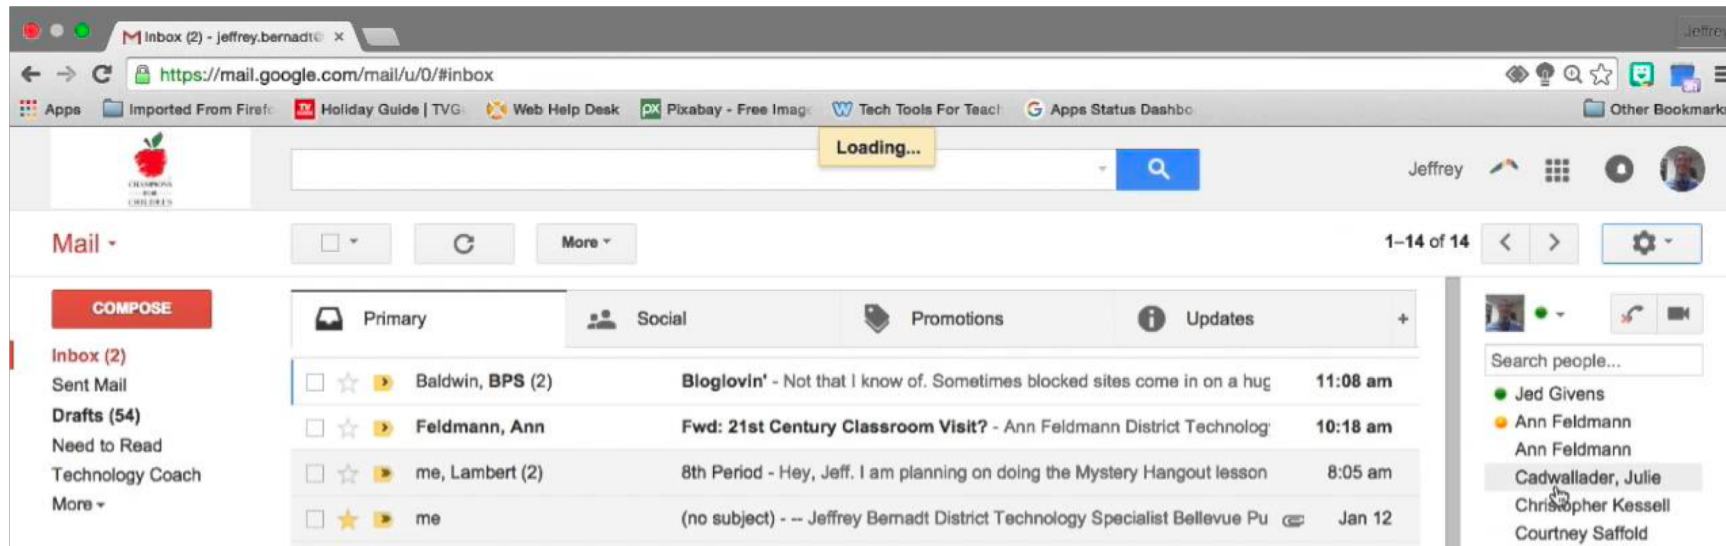 Inbox (2) - jeffrey.bernadt@ ×
Jeffrey
https://mail.google.com/mail/u/0/#inbox
Apps Imported From Firefo Holiday Guide | TVG Web Help Desk Pixabay - Free Image Tech Tools For Teach Apps Status Dashbo Other Bookmarks
Loading...
CHAMPIONS
FOR
CHILDREN
Jeffrey
Mail
More
1–14 of 14
COMPOSE
Primary Social Promotions Updates +
Inbox (2)
Sent Mail
Drafts (54)
Need to Read
Technology Coach
More
Baldwin, BPS (2) Bloglovin' - Not that I know of. Sometimes blocked sites come in on a hug 11:08 am
Feldmann, Ann Fwd: 21st Century Classroom Visit? - Ann Feldmann District Technolog 10:18 am
me, Lambert (2) 8th Period - Hey, Jeff. I am planning on doing the Mystery Hangout lesson 8:05 am
me (no subject) - -- Jeffrey Bernadt District Technology Specialist Bellevue Pu Jan 12
Search people...
Jed Givens
Ann Feldmann
Ann Feldmann
Cadwallader, Julie
Christopher Kessell
Courtney Saffold